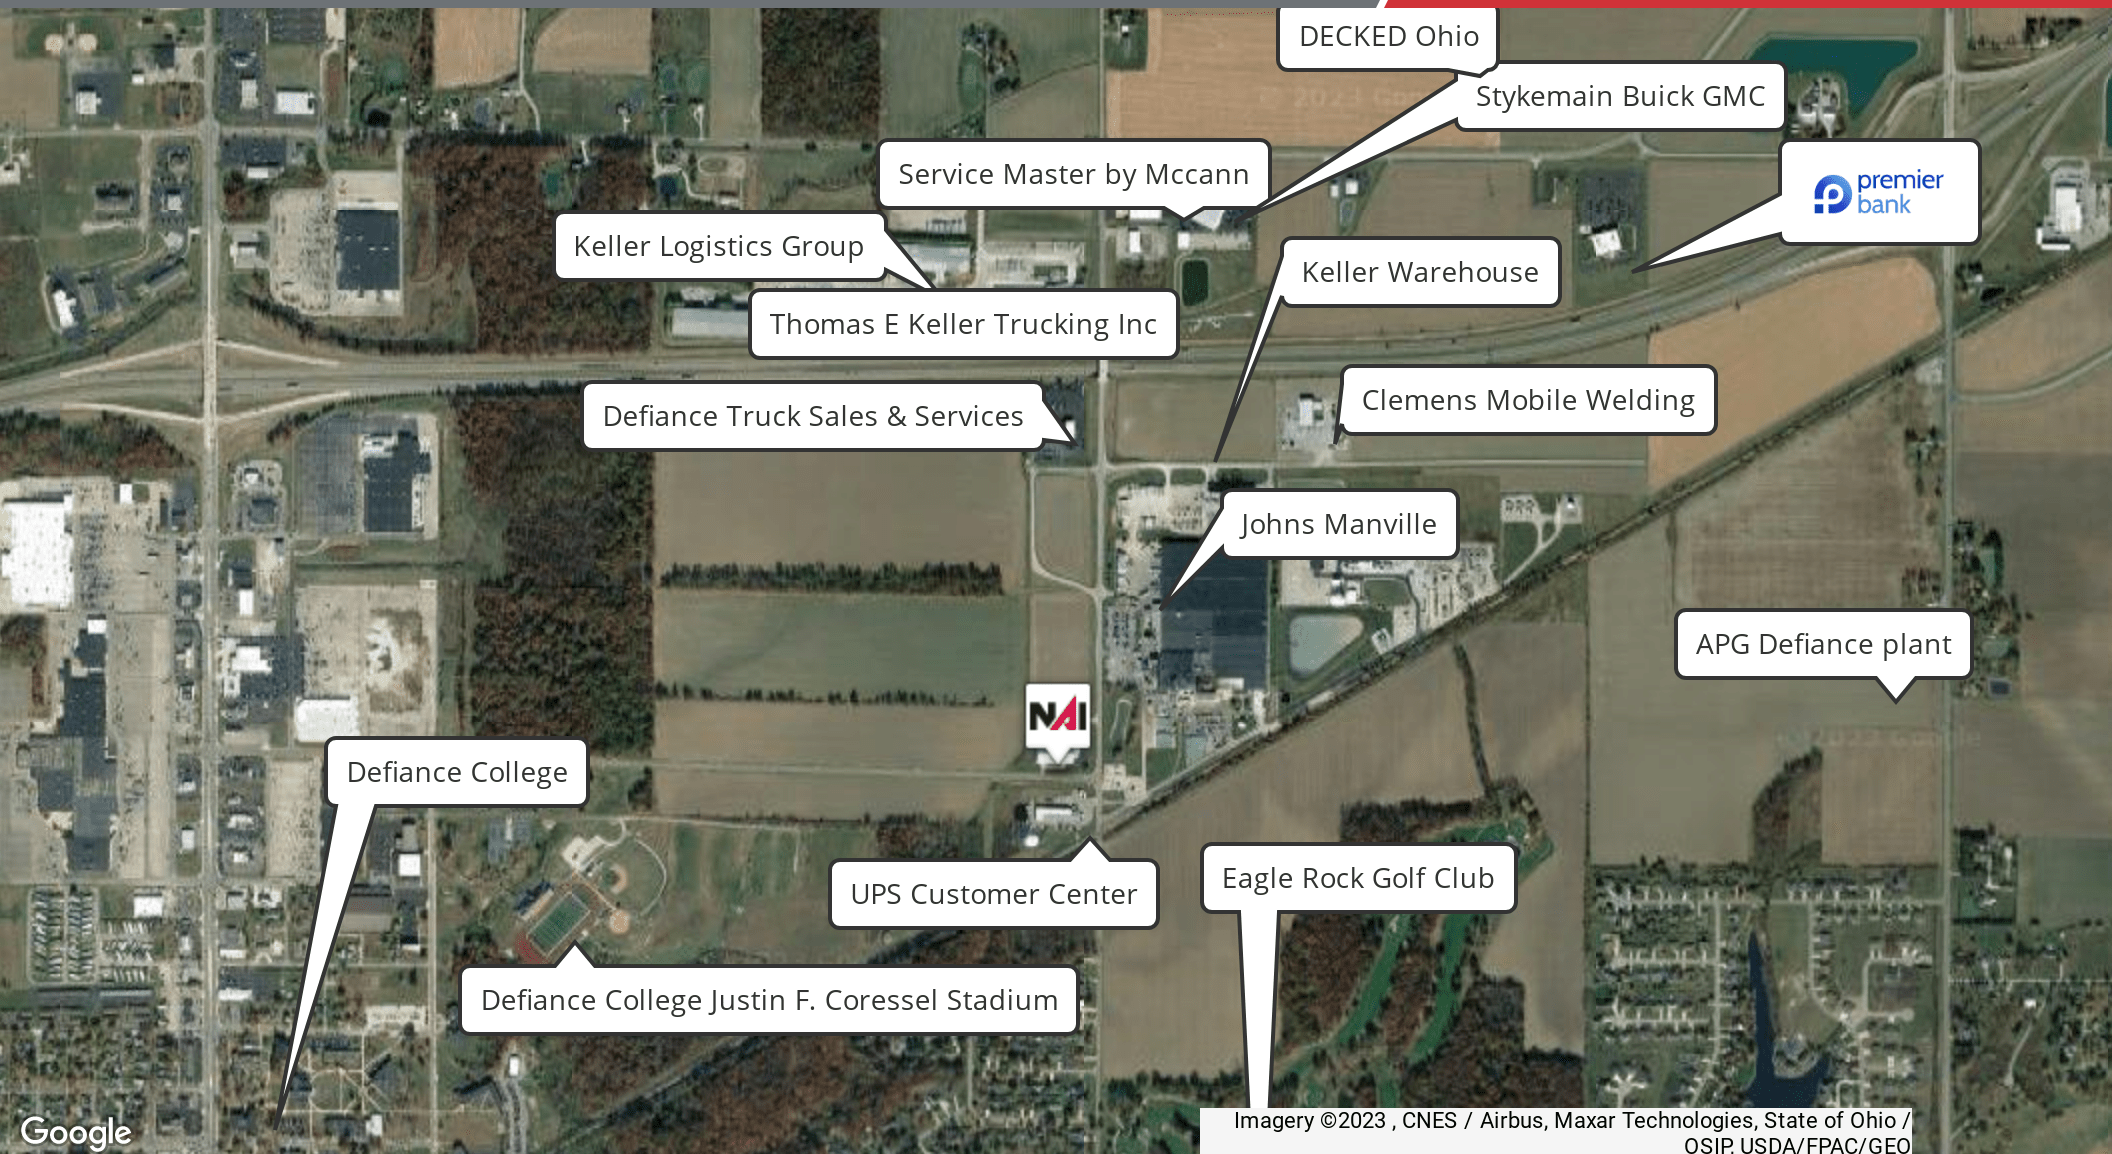 DECKED Ohio
Stykemain Buick GMC
Service Master by Mccann
premier
bank
Keller Logistics Group
Keller Warehouse
Thomas E Keller Trucking Inc
Clemens Mobile Welding
Defiance Truck Sales & Services
Johns Manville
APG Defiance plant
NAI
Defiance College
Eagle Rock Golf Club
UPS Customer Center
Defiance College Justin F. Coressel Stadium
Google
Imagery ©2023 , CNES / Airbus, Maxar Technologies, State of Ohio /
OSIP, USDA/FPAC/GEO